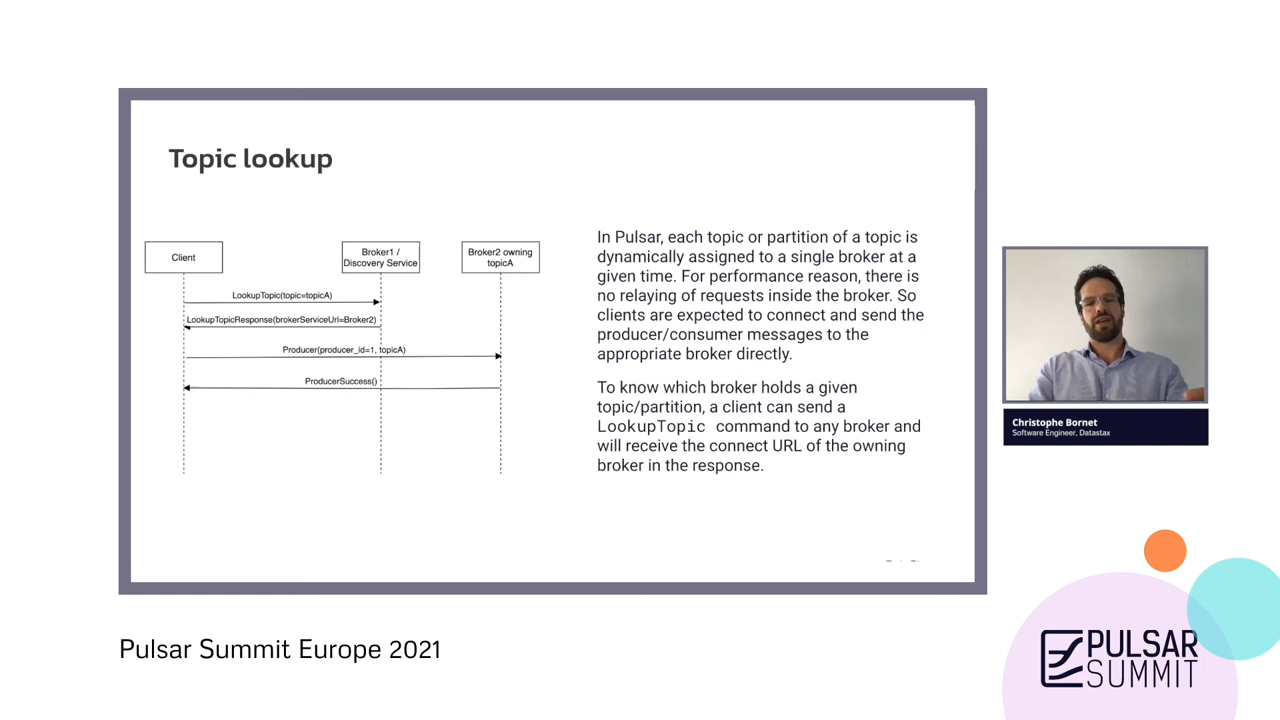 Topic lookup
Client
Broker1 /
Discovery Service
Broker2 owning
topicA
LookupTopic(topic=topicA)
LookupTopicResponse(brokerServiceUrl=Broker2)
Producer(producer_id=1, topicA)
ProducerSuccess()
In Pulsar, each topic or partition of a topic is
dynamically assigned to a single broker at a
given time. For performance reason, there is
no relaying of requests inside the broker. So
clients are expected to connect and send the
producer/consumer messages to the
appropriate broker directly.
To know which broker holds a given
topic/partition, a client can send a
LookupTopic command to any broker and
will receive the connect URL of the owning
broker in the response.
Christophe Bornet
Software Engineer, Datastax
Pulsar Summit Europe 2021
PULSAR
SUMMIT